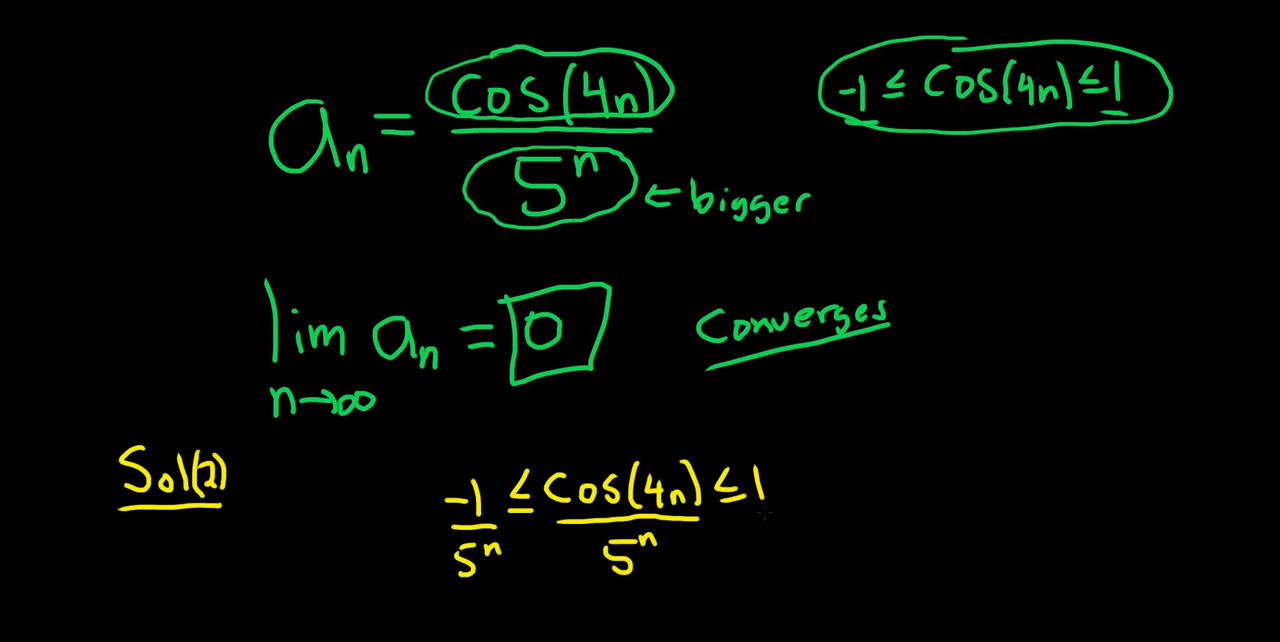 aₙ = cos(4n) / 5ⁿ ← bigger
-1 ≤ cos(4n) ≤ 1
lim n→∞ aₙ = 0 Converges
Sol(2)
-1/5ⁿ ≤ cos(4n)/5ⁿ ≤ 1